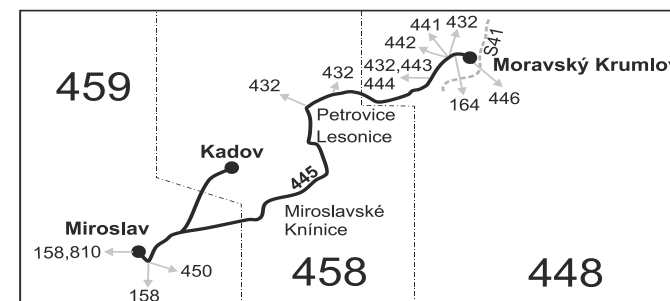 441
432
S41
442
Moravský Krumlov
432,443
444
164
446
432
432
459
Petrovice
Lesonice
Kadov
445
Miroslavské
Knínice
Miroslav
158,810
450
158
458
448